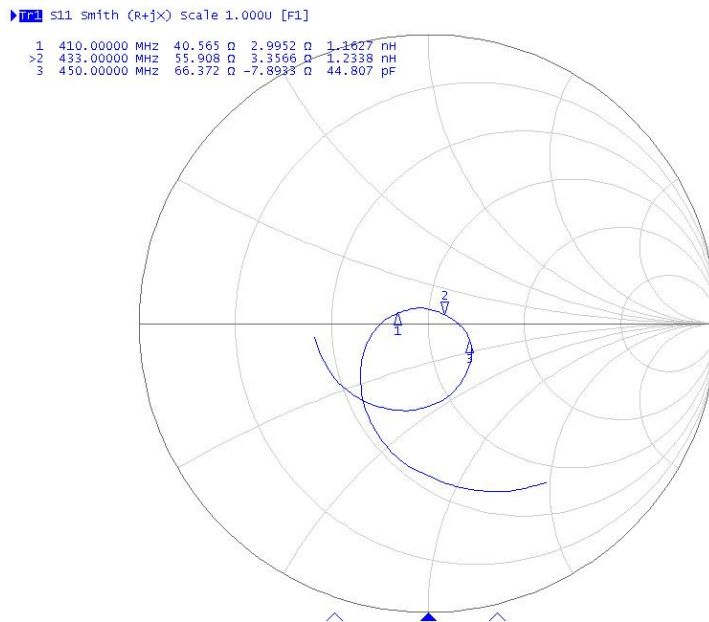 Tr1 S11 Smith (R+jX) Scale 1.000U [F1]
1 410.00000 MHz 40.565 Ω 2.9952 Ω 1.1627 nH
>2 433.00000 MHz 55.908 Ω 3.3566 Ω 1.2338 nH
3 450.00000 MHz 66.372 Ω -7.8933 Ω 44.807 pF
2
1
3